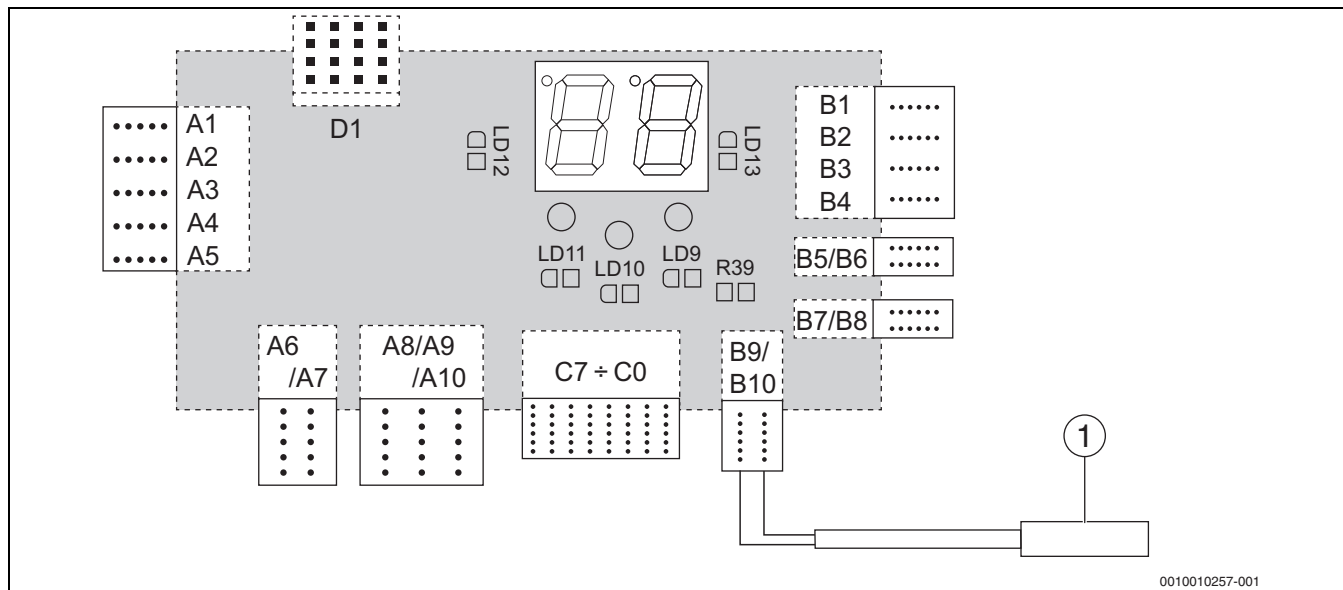 D1
A1
A2
A3
A4
A5
LD12
LD13
B1
B2
B3
B4
B5/B6
B7/B8
LD11
LD10
LD9
R39
A6
/A7
A8/A9
/A10
C7 ÷ C0
B9/
B10
1
0010010257-001